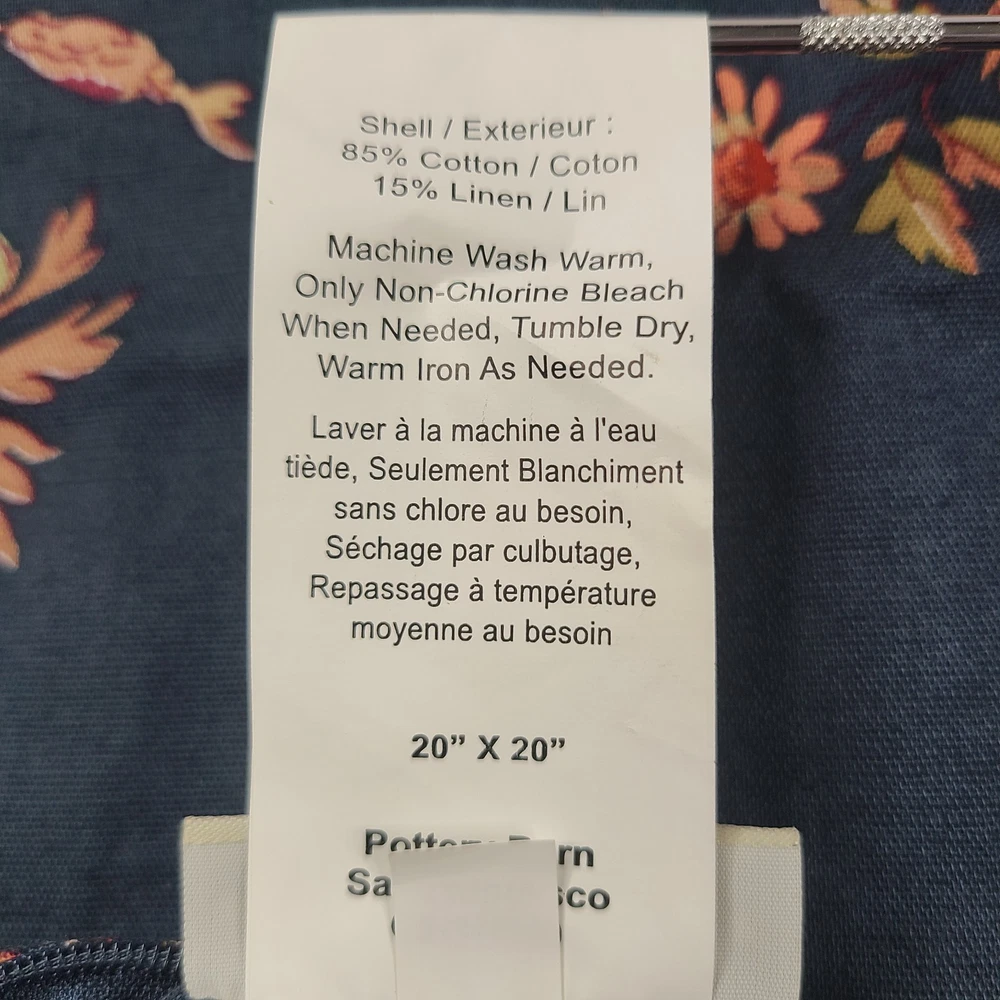 Shell / Exterieur :
85% Cotton / Coton
15% Linen / Lin
Machine Wash Warm,
Only Non-Chlorine Bleach
When Needed, Tumble Dry,
Warm Iron As Needed.
Laver à la machine à l'eau
tiède, Seulement Blanchiment
sans chlore au besoin,
Séchage par culbutage,
Repassage à température
moyenne au besoin
20” X 20”